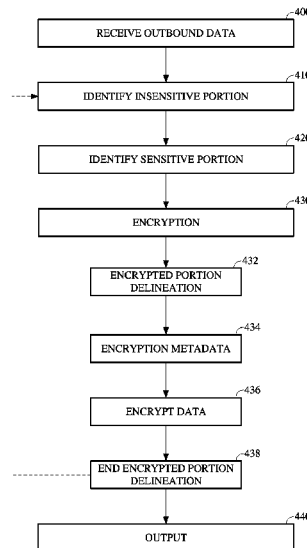 400
RECEIVE OUTBOUND DATA
410
IDENTIFY INSENSITIVE PORTION
420
IDENTIFY SENSITIVE PORTION
430
ENCRYPTION
432
ENCRYPTED PORTION
DELINEATION
434
ENCRYPTION METADATA
436
ENCRYPT DATA
438
END ENCRYPTED PORTION
DELINEATION
440
OUTPUT